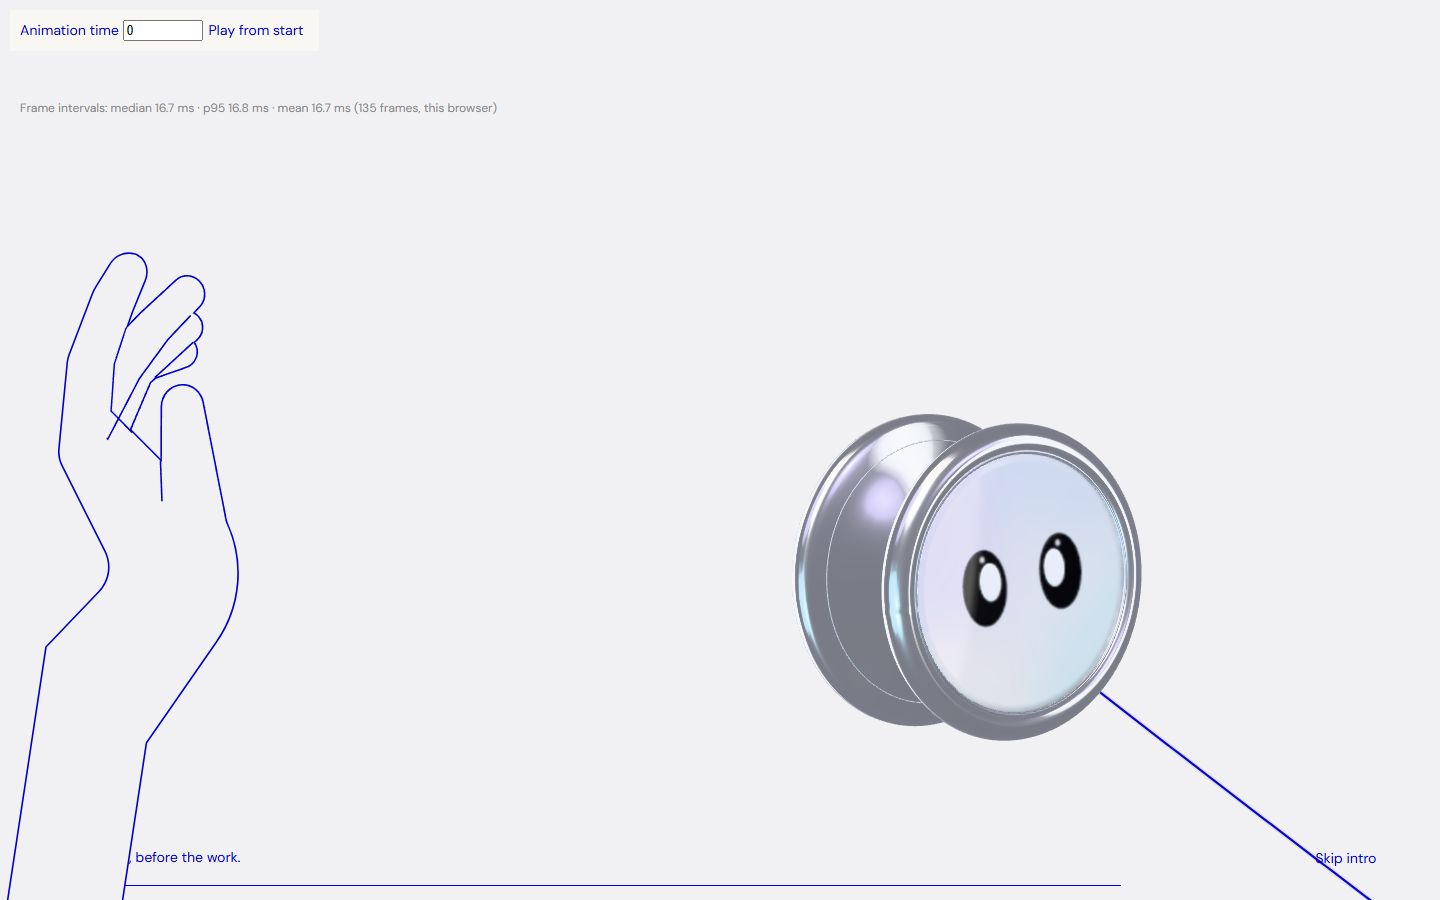 Animation time 0 Play from start
Frame intervals: median 16.7 ms · p95 16.8 ms · mean 16.7 ms (135 frames, this browser)
, before the work.
Skip intro